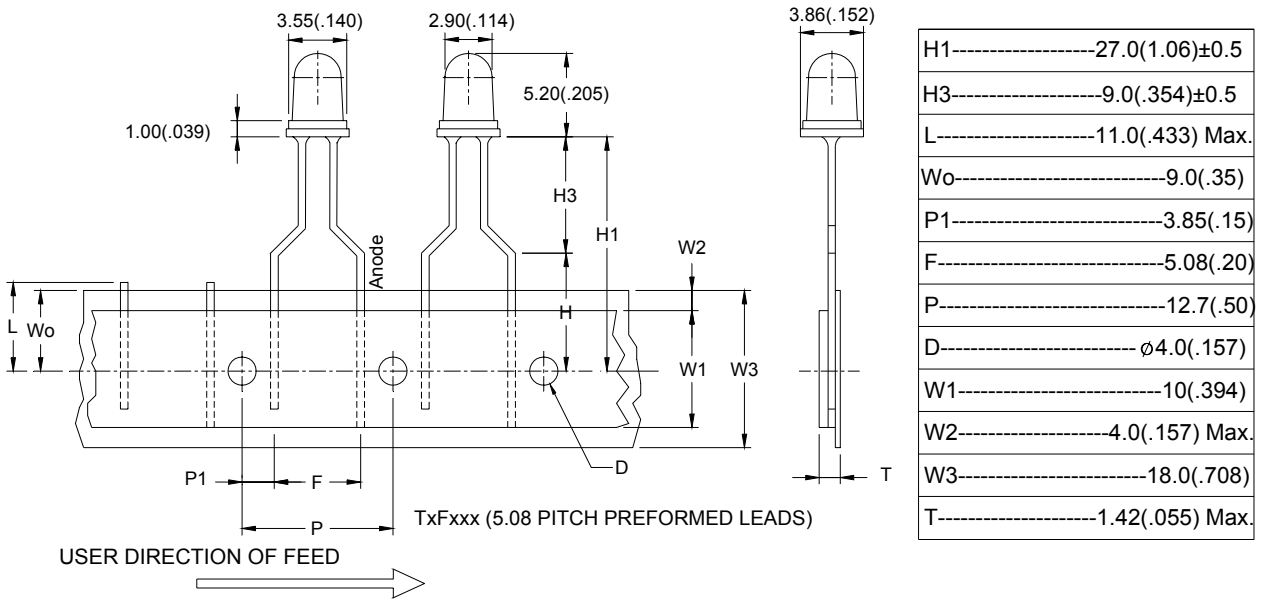 3.55(.140)
2.90(.114)
3.86(.152)
5.20(.205)
1.00(.039)
H3
H1
W2
Anode
H
L
Wo
W1
W3
P1
F
D
T
P
TxFxxx (5.08 PITCH PREFORMED LEADS)
USER DIRECTION OF FEED
H1--------------------27.0(1.06)±0.5
H3--------------------9.0(.354)±0.5
L----------------------11.0(.433) Max.
Wo--------------------------9.0(.35)
P1----------------------------3.85(.15)
F-----------------------------5.08(.20)
P-----------------------------12.7(.50)
D------------------------- ø4.0(.157)
W1--------------------------10(.394)
W2-------------------4.0(.157) Max.
W3------------------------18.0(.708)
T---------------------1.42(.055) Max.